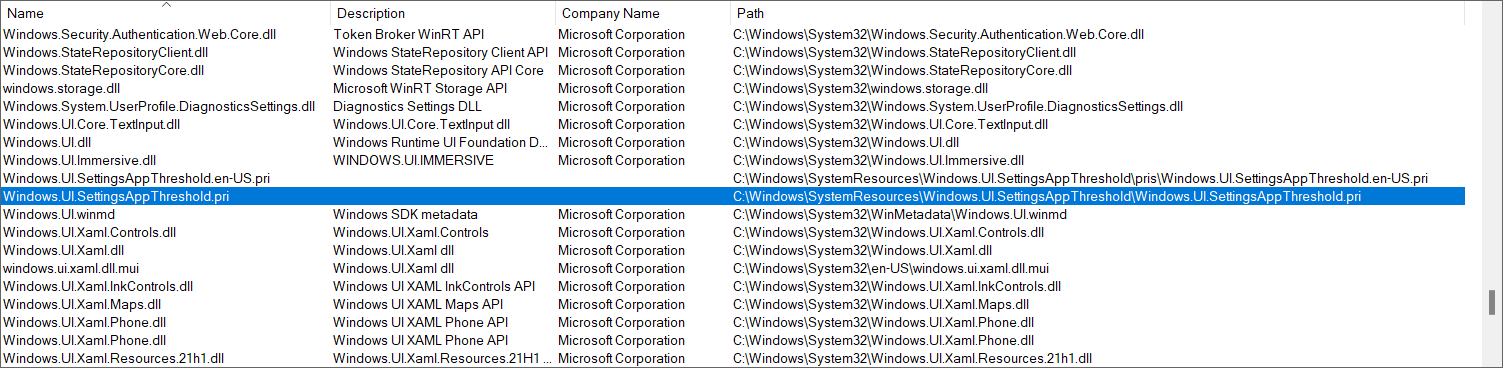 Name Description Company Name Path
Windows.Security.Authentication.Web.Core.dll Token Broker WinRT API Microsoft Corporation C:\Windows\System32\Windows.Security.Authentication.Web.Core.dll
Windows.StateRepositoryClient.dll Windows StateRepository Client API Microsoft Corporation C:\Windows\System32\Windows.StateRepositoryClient.dll
Windows.StateRepositoryCore.dll Windows StateRepository API Core Microsoft Corporation C:\Windows\System32\Windows.StateRepositoryCore.dll
windows.storage.dll Microsoft WinRT Storage API Microsoft Corporation C:\Windows\System32\windows.storage.dll
Windows.System.UserProfile.DiagnosticsSettings.dll Diagnostics Settings DLL Microsoft Corporation C:\Windows\System32\Windows.System.UserProfile.DiagnosticsSettings.dll
Windows.UI.Core.TextInput.dll Windows.UI.Core.TextInput dll Microsoft Corporation C:\Windows\System32\Windows.UI.Core.TextInput.dll
Windows.UI.dll Windows Runtime UI Foundation D... Microsoft Corporation C:\Windows\System32\Windows.UI.dll
Windows.UI.Immersive.dll WINDOWS.UI.IMMERSIVE Microsoft Corporation C:\Windows\System32\Windows.UI.Immersive.dll
Windows.UI.SettingsAppThreshold.en-US.pri C:\Windows\SystemResources\Windows.UI.SettingsAppThreshold\pris\Windows.UI.SettingsAppThreshold.en-US.pri
Windows.UI.SettingsAppThreshold.pri C:\Windows\SystemResources\Windows.UI.SettingsAppThreshold\Windows.UI.SettingsAppThreshold.pri
Windows.UI.winmd Windows SDK metadata Microsoft Corporation C:\Windows\System32\WinMetadata\Windows.UI.winmd
Windows.UI.Xaml.Controls.dll Windows.UI.Xaml.Controls Microsoft Corporation C:\Windows\System32\Windows.UI.Xaml.Controls.dll
Windows.UI.Xaml.dll Windows.UI.Xaml dll Microsoft Corporation C:\Windows\System32\Windows.UI.Xaml.dll
windows.ui.xaml.dll.mui Windows.UI.Xaml dll Microsoft Corporation C:\Windows\System32\en-US\windows.ui.xaml.dll.mui
Windows.UI.Xaml.InkControls.dll Windows UI XAML InkControls API Microsoft Corporation C:\Windows\System32\Windows.UI.Xaml.InkControls.dll
Windows.UI.Xaml.Maps.dll Windows UI XAML Maps API Microsoft Corporation C:\Windows\System32\Windows.UI.Xaml.Maps.dll
Windows.UI.Xaml.Phone.dll Windows UI XAML Phone API Microsoft Corporation C:\Windows\System32\Windows.UI.Xaml.Phone.dll
Windows.UI.Xaml.Phone.dll Windows UI XAML Phone API Microsoft Corporation C:\Windows\System32\Windows.UI.Xaml.Phone.dll
Windows.UI.Xaml.Resources.21h1.dll Windows.UI.Xaml.Resources.21H1 ... Microsoft Corporation C:\Windows\System32\Windows.UI.Xaml.Resources.21h1.dll